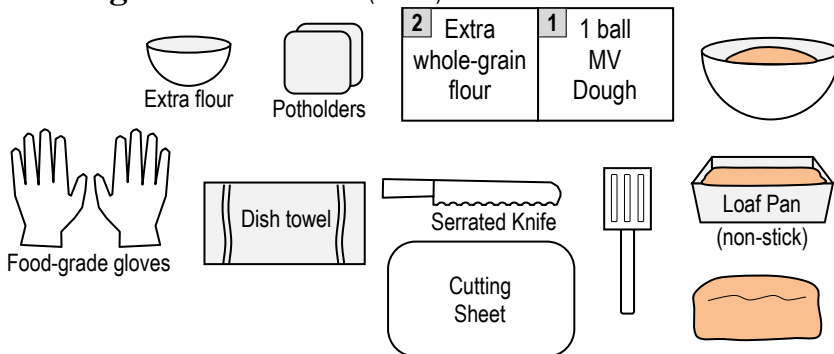 Extra flour
Potholders
2 Extra
whole-grain
flour
1 1 ball
MV
Dough
Food-grade gloves
Dish towel
Serrated Knife
Cutting
Sheet
Loaf Pan
(non-stick)